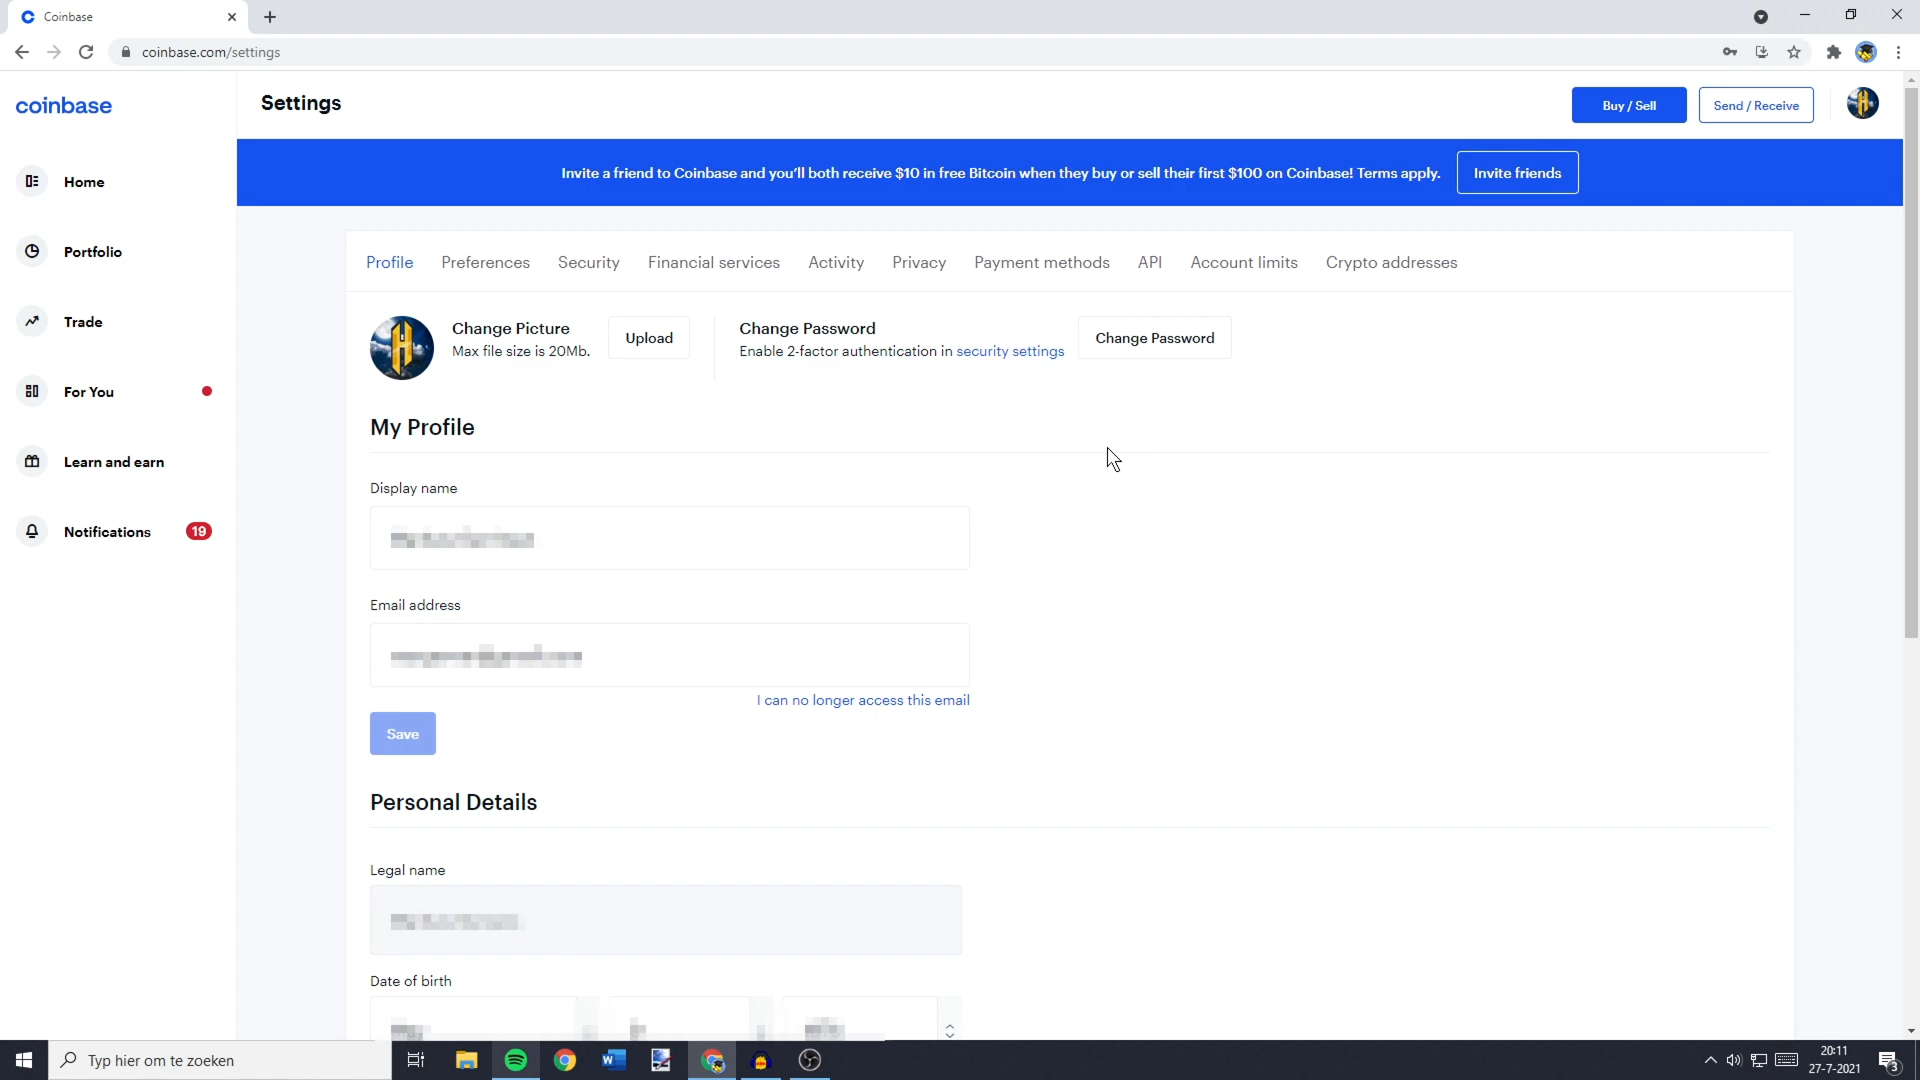 Coinbase
coinbase.com/settings
coinbase
Settings
Buy / Sell
Send / Receive
Invite a friend to Coinbase and you'll both receive $10 in free Bitcoin when they buy or sell their first $100 on Coinbase! Terms apply.
Invite friends
Home
Portfolio
Trade
For You
Learn and earn
Notifications
19
Profile
Preferences
Security
Financial services
Activity
Privacy
Payment methods
API
Account limits
Crypto addresses
Change Picture
Max file size is 20Mb.
Upload
Change Password
Enable 2-factor authentication in security settings
Change Password
My Profile
Display name
Email address
I can no longer access this email
Save
Personal Details
Legal name
Date of birth
Typ hier om te zoeken
20:11
27-7-2021
3